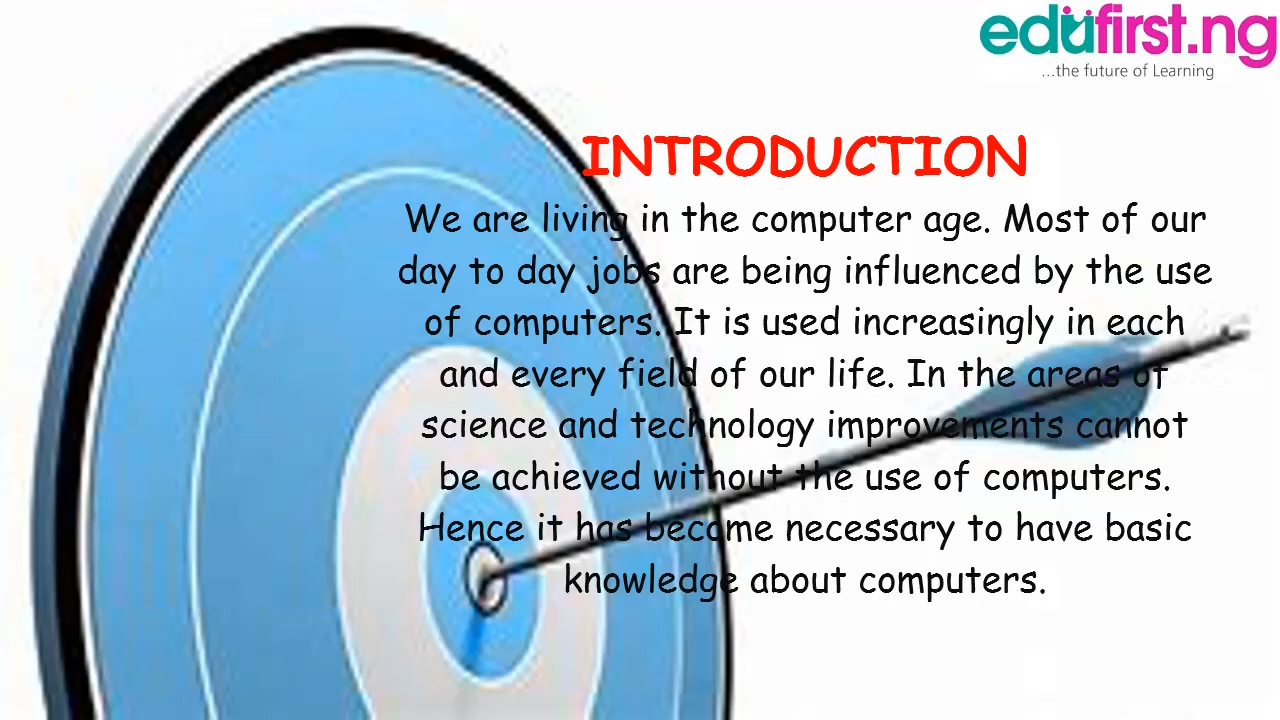 edufirst.ng
...the future of Learning
INTRODUCTION
We are living in the computer age. Most of our
day to day jobs are being influenced by the use
of computers. It is used increasingly in each
and every field of our life. In the areas of
science and technology improvements cannot
be achieved without the use of computers.
Hence it has become necessary to have basic
knowledge about computers.